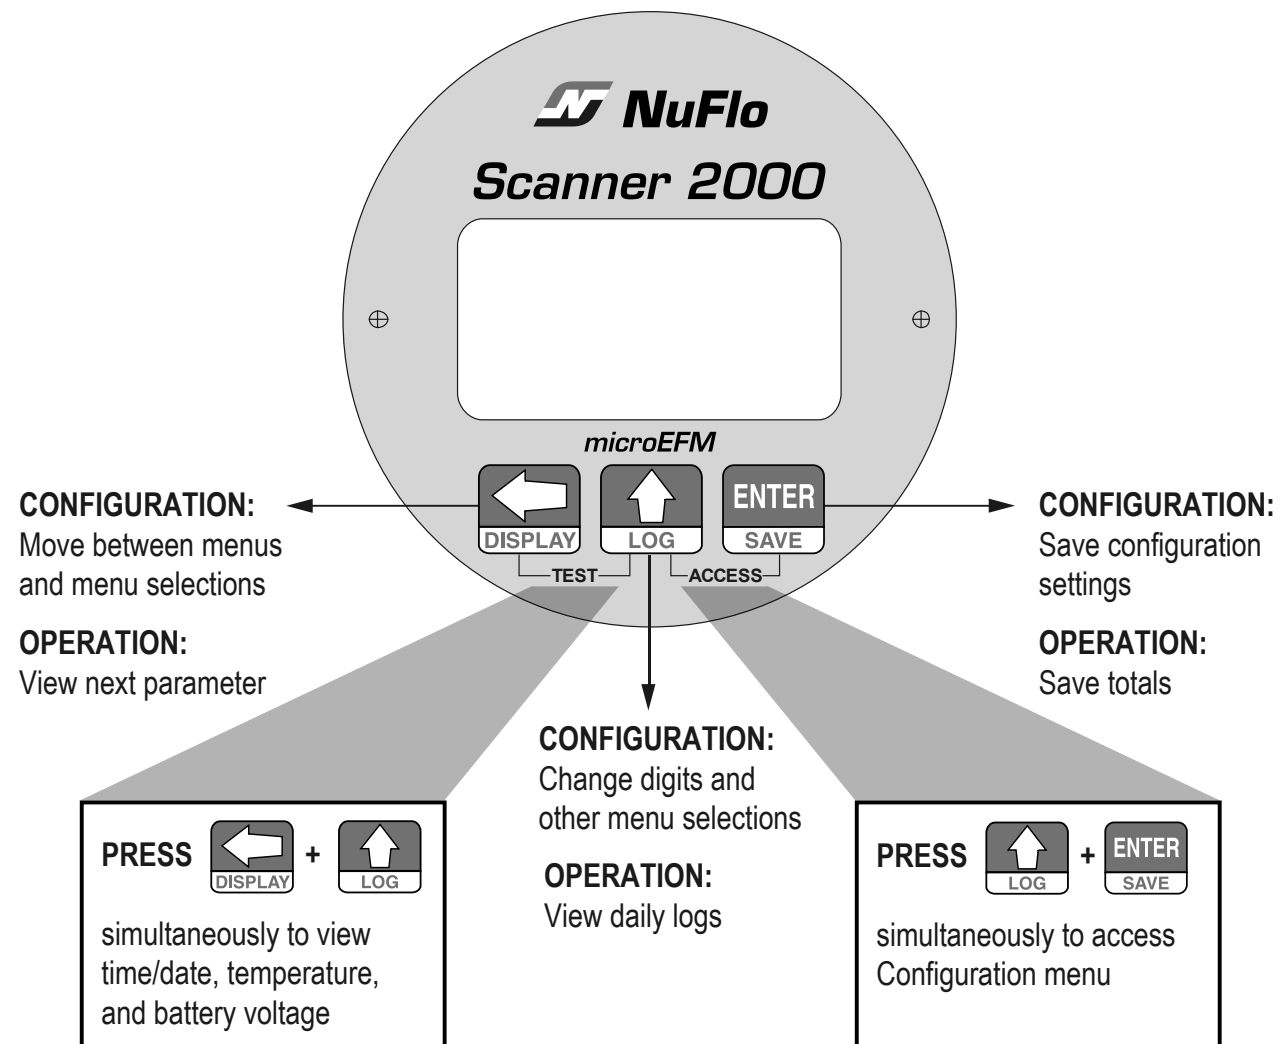 NuFlo
Scanner 2000
microEFM
ENTER
DISPLAY LOG SAVE
TEST ACCESS
CONFIGURATION:
Move between menus
and menu selections
OPERATION:
View next parameter
CONFIGURATION:
Save configuration
settings
OPERATION:
Save totals
CONFIGURATION:
Change digits and
other menu selections
OPERATION:
View daily logs
PRESS DISPLAY + LOG
simultaneously to view
time/date, temperature,
and battery voltage
PRESS LOG + ENTER SAVE
simultaneously to access
Configuration menu